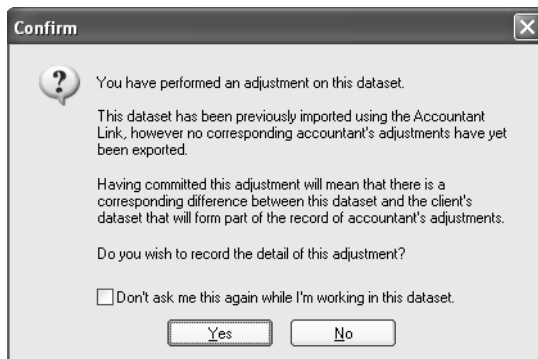 Confirm
You have performed an adjustment on this dataset.
This dataset has been previously imported using the Accountant
Link, however no corresponding accountant's adjustments have yet
been exported.
Having committed this adjustment will mean that there is a
corresponding difference between this dataset and the client's
dataset that will form part of the record of accountant's adjustments.
Do you wish to record the detail of this adjustment?
Don't ask me this again while I'm working in this dataset.
Yes No